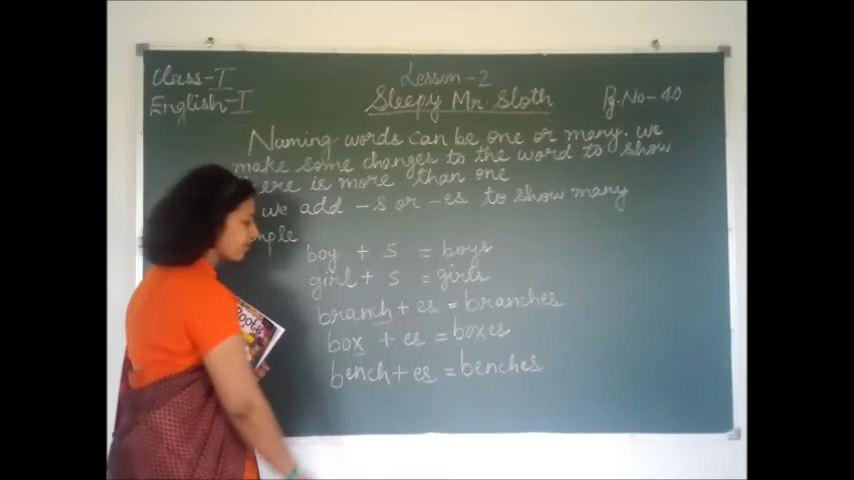 Class-I
Lesson-2
English-I
Sleepy Mr. Sloth
Pg.No-40
Naming words can be one or many. we
make some changes to the word to show
is more than one
we add -s or -es to show many
boy + s = boys
girl + s = girls
branch + es = branches
box + es = boxes
bench + es = benches
Roots